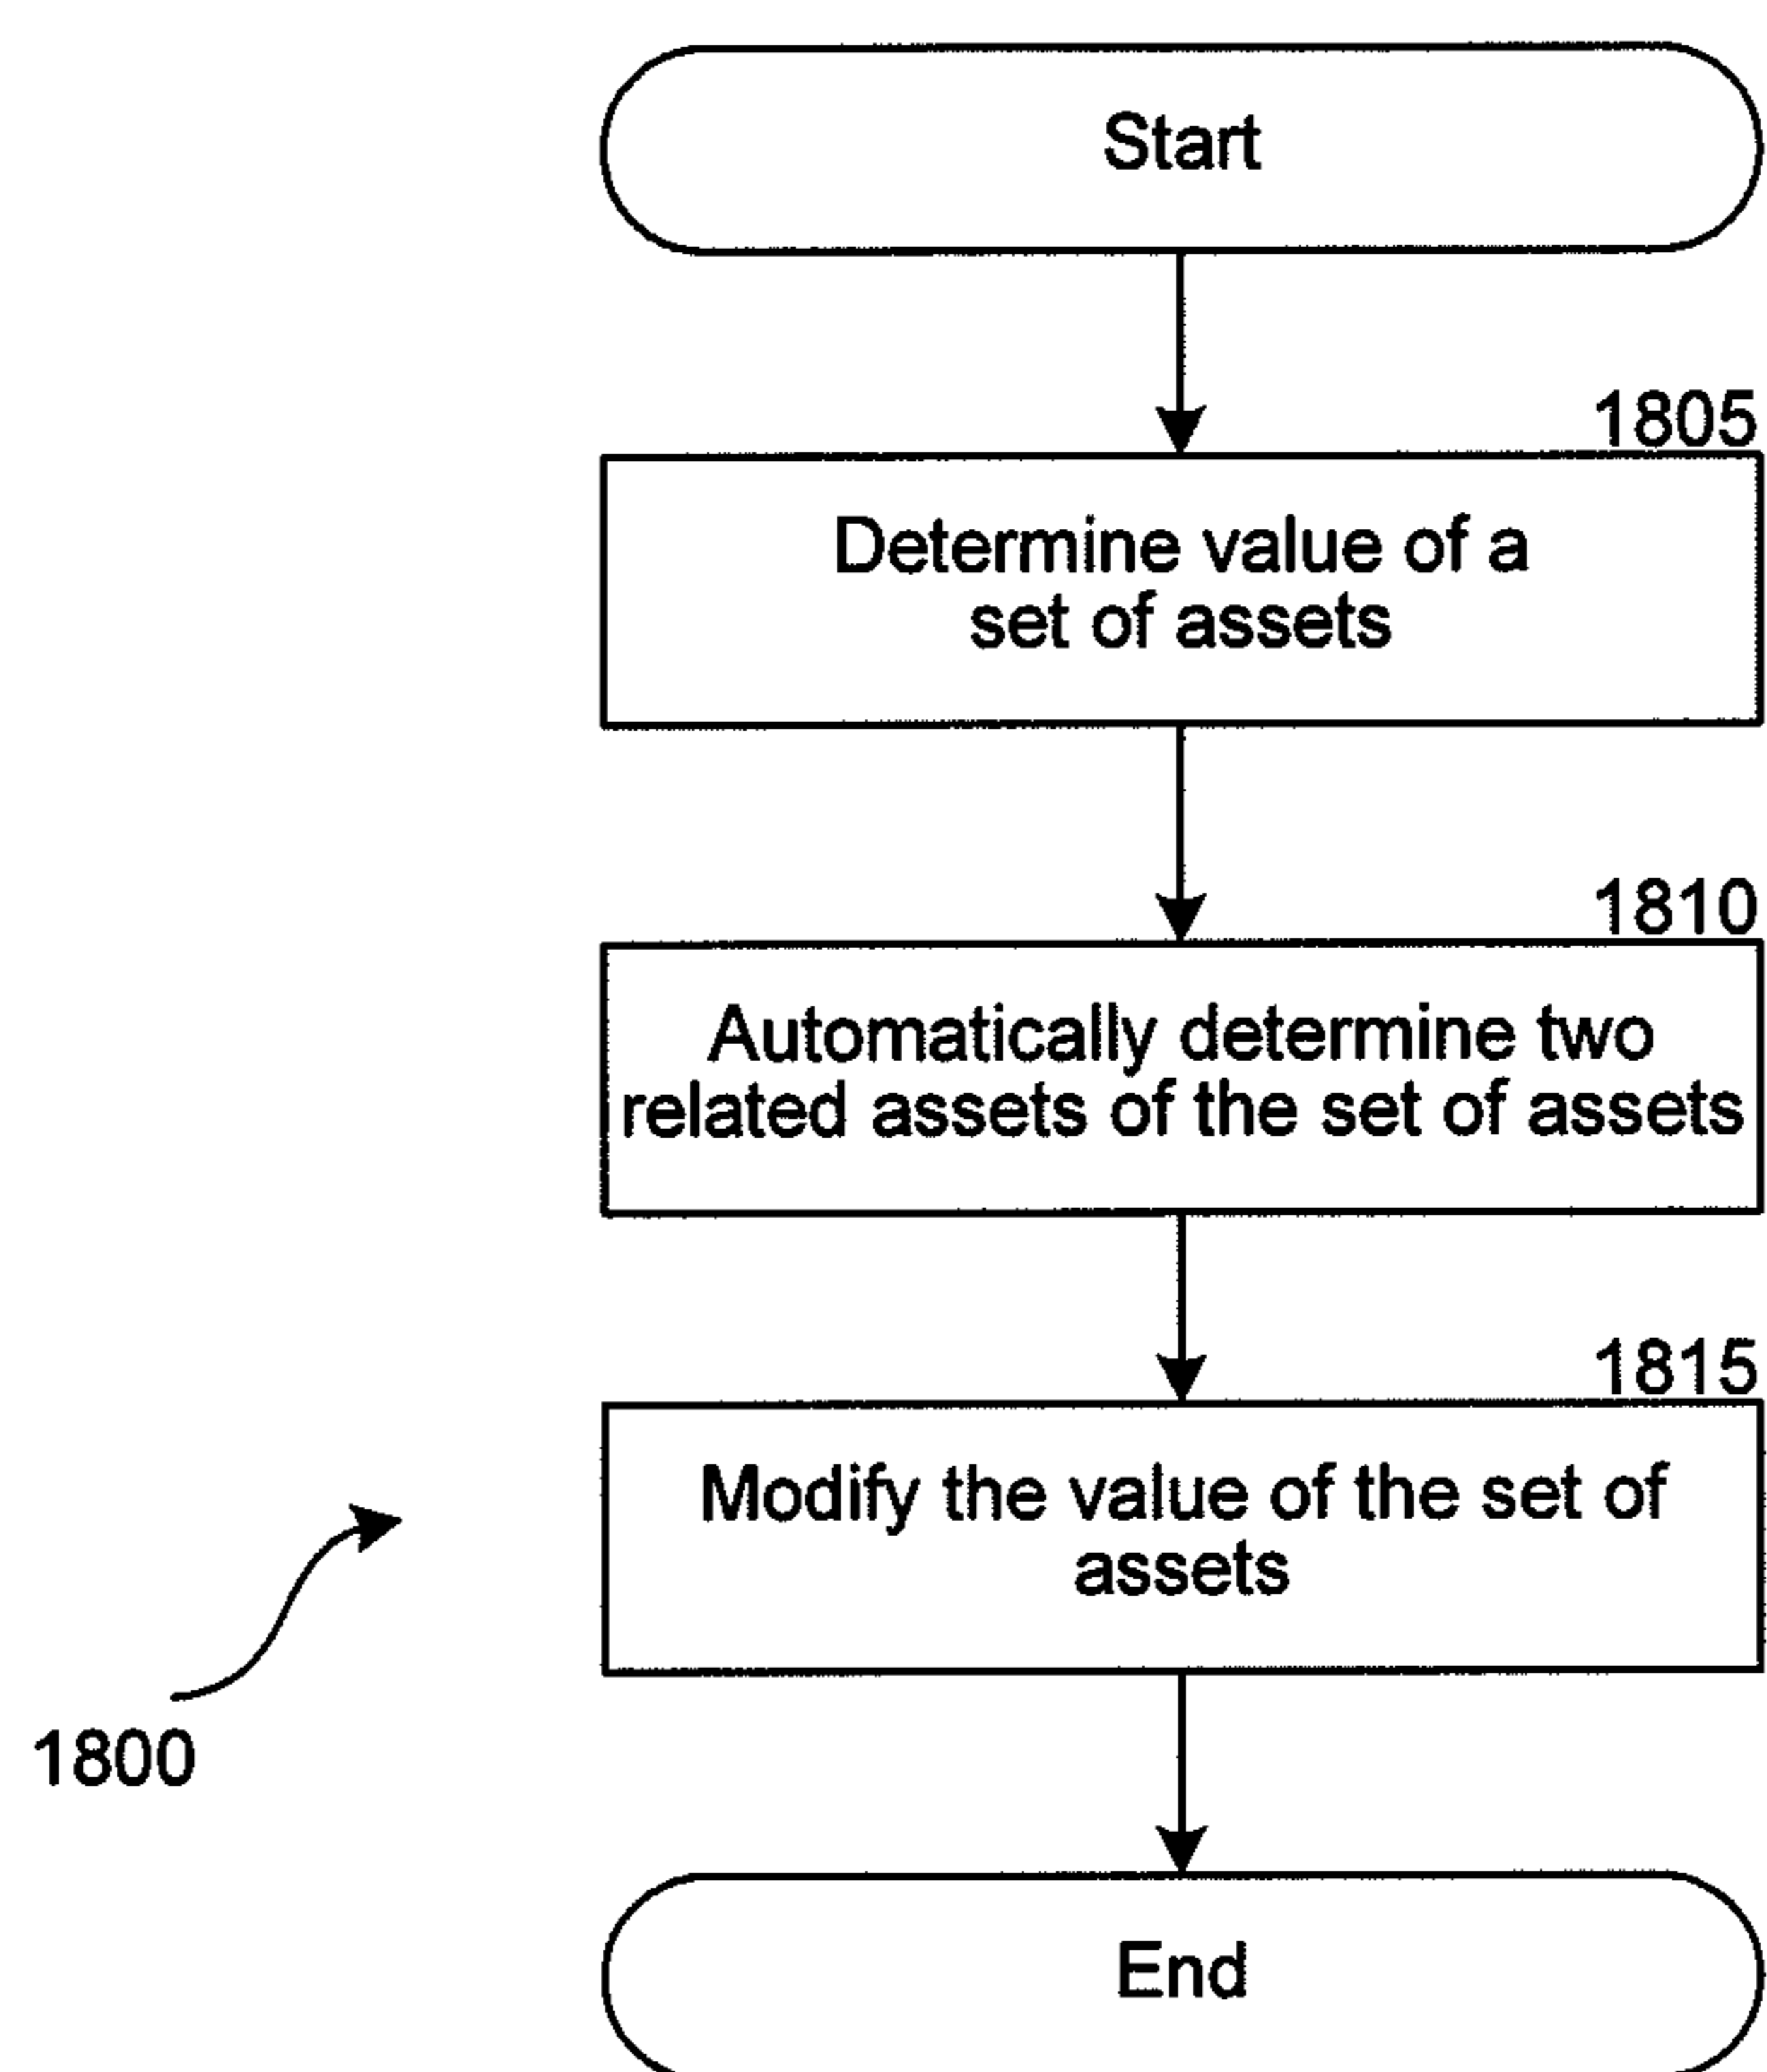 Start
1805
Determine value of a
set of assets
1810
Automatically determine two
related assets of the set of assets
1815
Modify the value of the set of
assets
1800
End